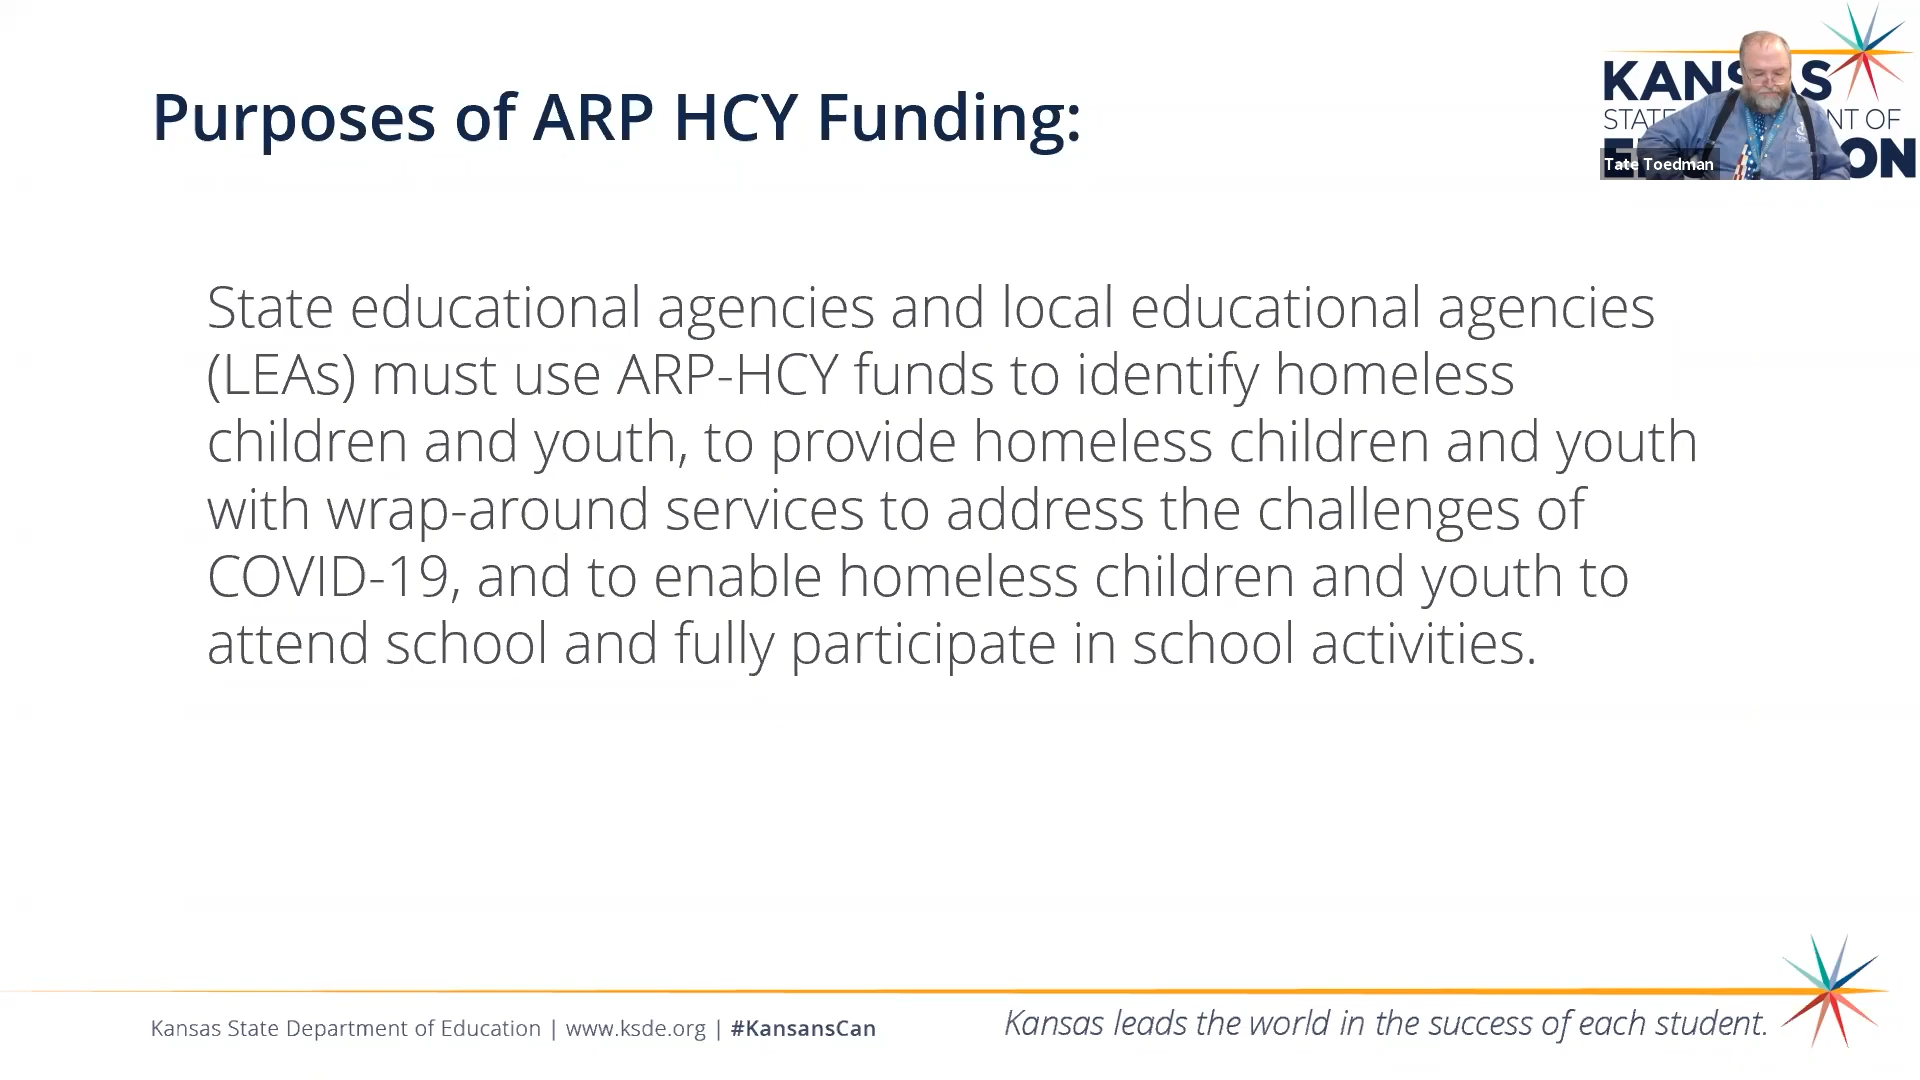 Purposes of ARP HCY Funding:
KANSAS
NT OF
ON
Tate Toedman
State educational agencies and local educational agencies
(LEAs) must use ARP-HCY funds to identify homeless
children and youth, to provide homeless children and youth
with wrap-around services to address the challenges of
COVID-19, and to enable homeless children and youth to
attend school and fully participate in school activities.
Kansas State Department of Education | www.ksde.org | #KansansCan
Kansas leads the world in the success of each student.